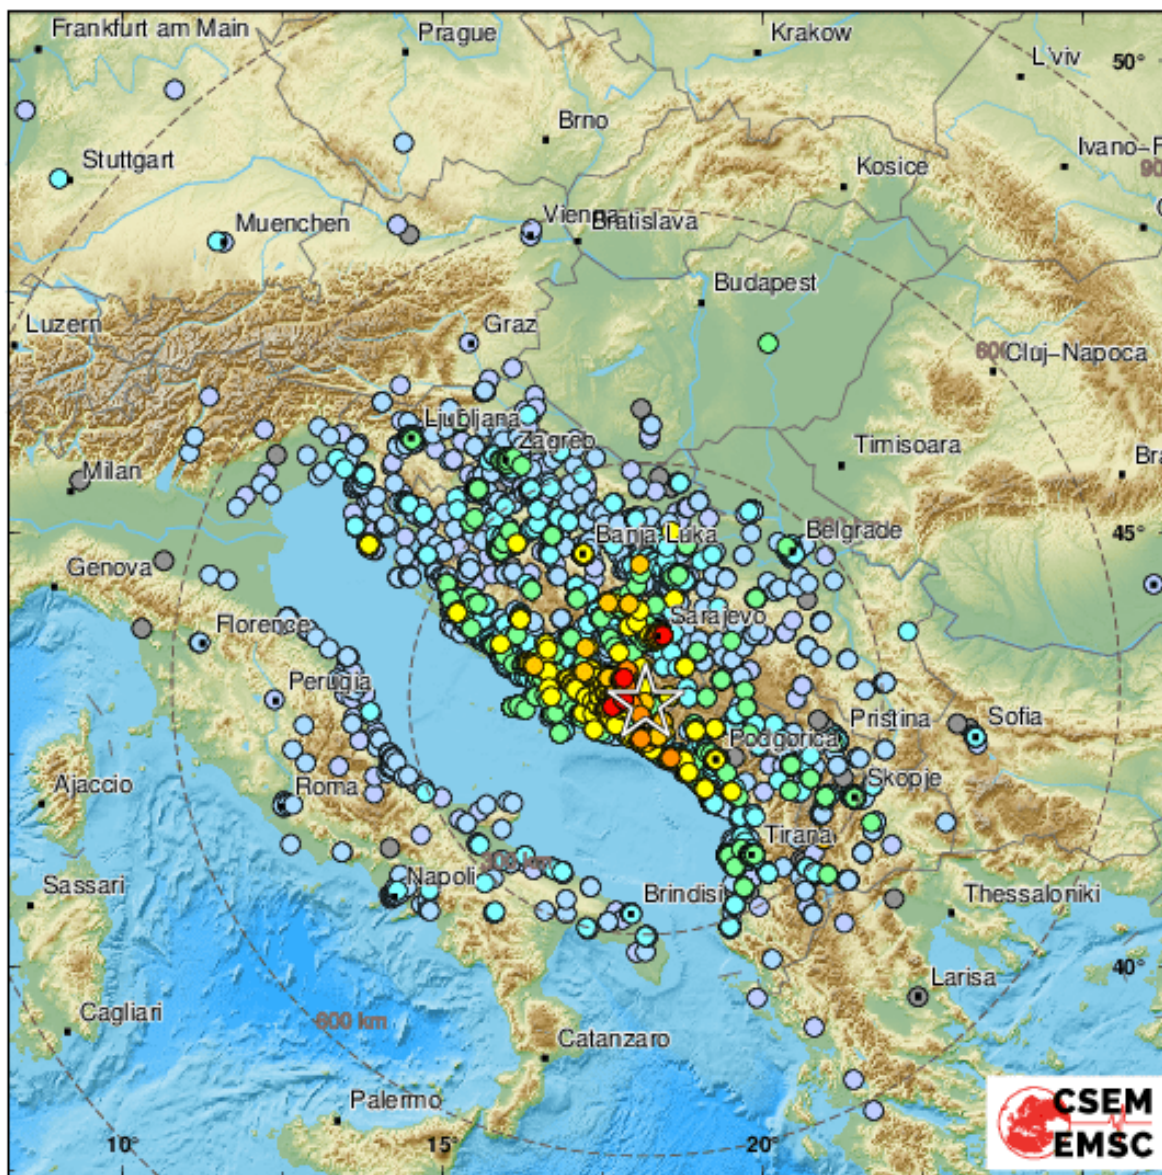 Frankfurt am Main
Prague
Krakow
L'viv
50°
Brno
Stuttgart
Kosice
Ivano-F
90
Muenchen
Vienna
Bratislava
Budapest
Luzern
Graz
600
Cluj-Napoca
Ljubljana
Zagreb
Timisoara
Milan
Bra
Banja Luka
Belgrade
45°
Genova
Sarajevo
Florence
Perugia
Pristina
Sofia
Podgorica
Ajaccio
Roma
Skopje
Tirana
300 km
Napoli
Sassari
Brindisi
Thessaloniki
40°
Larisa
Cagliari
600 km
Catanzaro
Palermo
CSEM
EMSC
10°
15°
20°